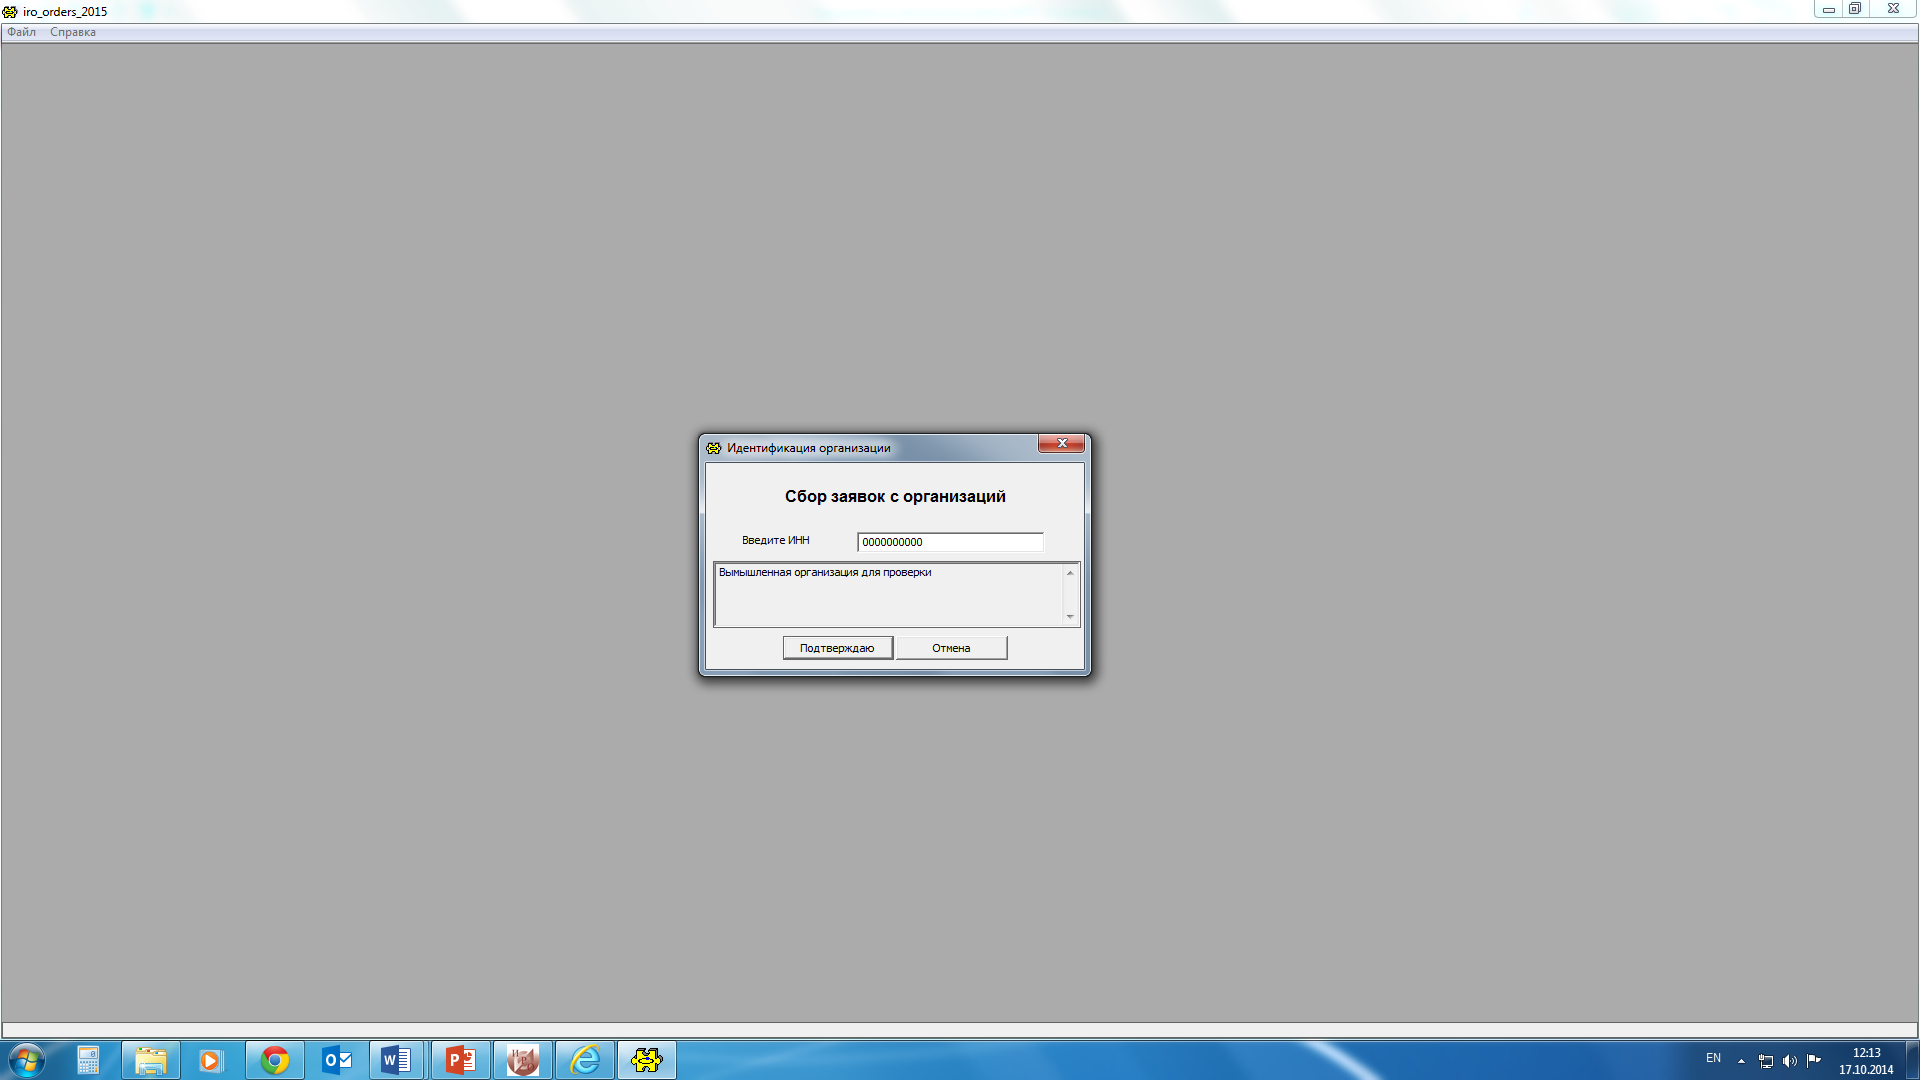 iro_orders_2015
Файл Справка
Идентификация организации
Сбор заявок с организаций
Введите ИНН 0000000000
Вымышленная организация для проверки
Подтверждаю Отмена
EN 12:13
17.10.2014